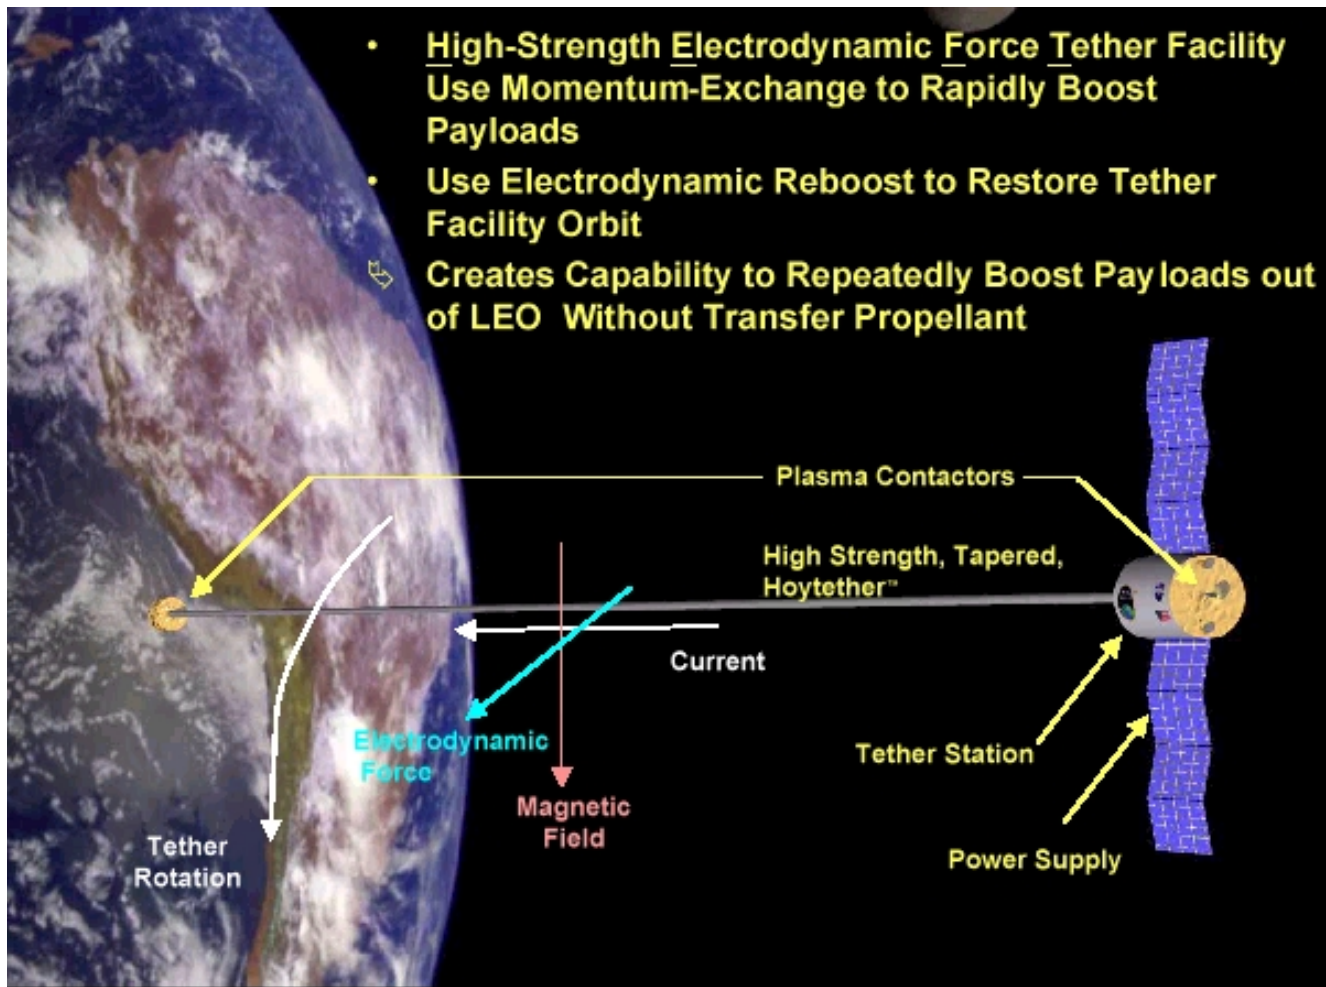 • High-Strength Electrodynamic Force Tether Facility
Use Momentum-Exchange to Rapidly Boost
Payloads
• Use Electrodynamic Reboost to Restore Tether
Facility Orbit
Creates Capability to Repeatedly Boost Payloads out
of LEO Without Transfer Propellant
Plasma Contactors
High Strength, Tapered,
Hoytether™
Current
Electrodynamic
Force
Tether Station
Magnetic
Field
Tether
Rotation
Power Supply